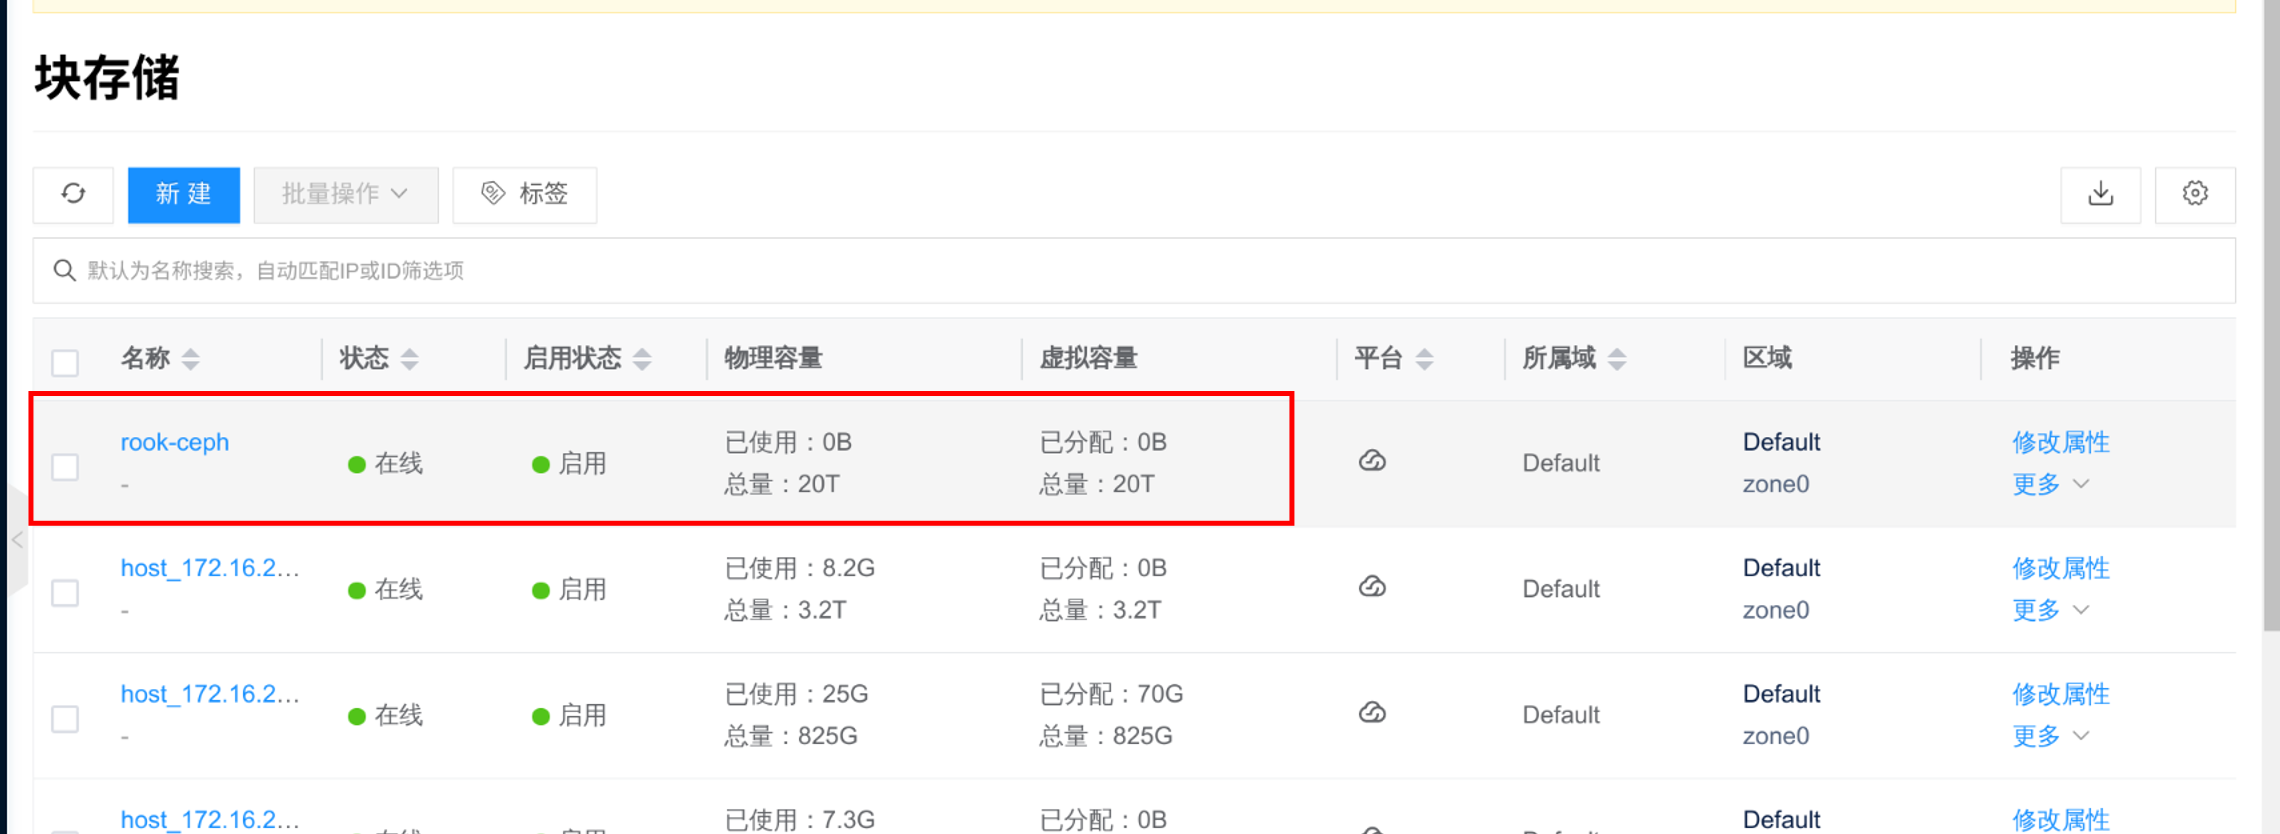 块存储
新 建
批量操作
标签
默认为名称搜索，自动匹配IP或ID筛选项
名称 状态 启用状态 物理容量 虚拟容量 平台 所属域 区域 操作
rook-ceph
-
在线
启用
已使用：0B
总量：20T
已分配：0B
总量：20T
Default
Default
zone0
修改属性
更多
host_172.16.2...
-
在线
启用
已使用：8.2G
总量：3.2T
已分配：0B
总量：3.2T
Default
Default
zone0
修改属性
更多
host_172.16.2...
-
在线
启用
已使用：25G
总量：825G
已分配：70G
总量：825G
Default
Default
zone0
修改属性
更多
host_172.16.2...
已使用：7.3G
已分配：0B
Default
修改属性